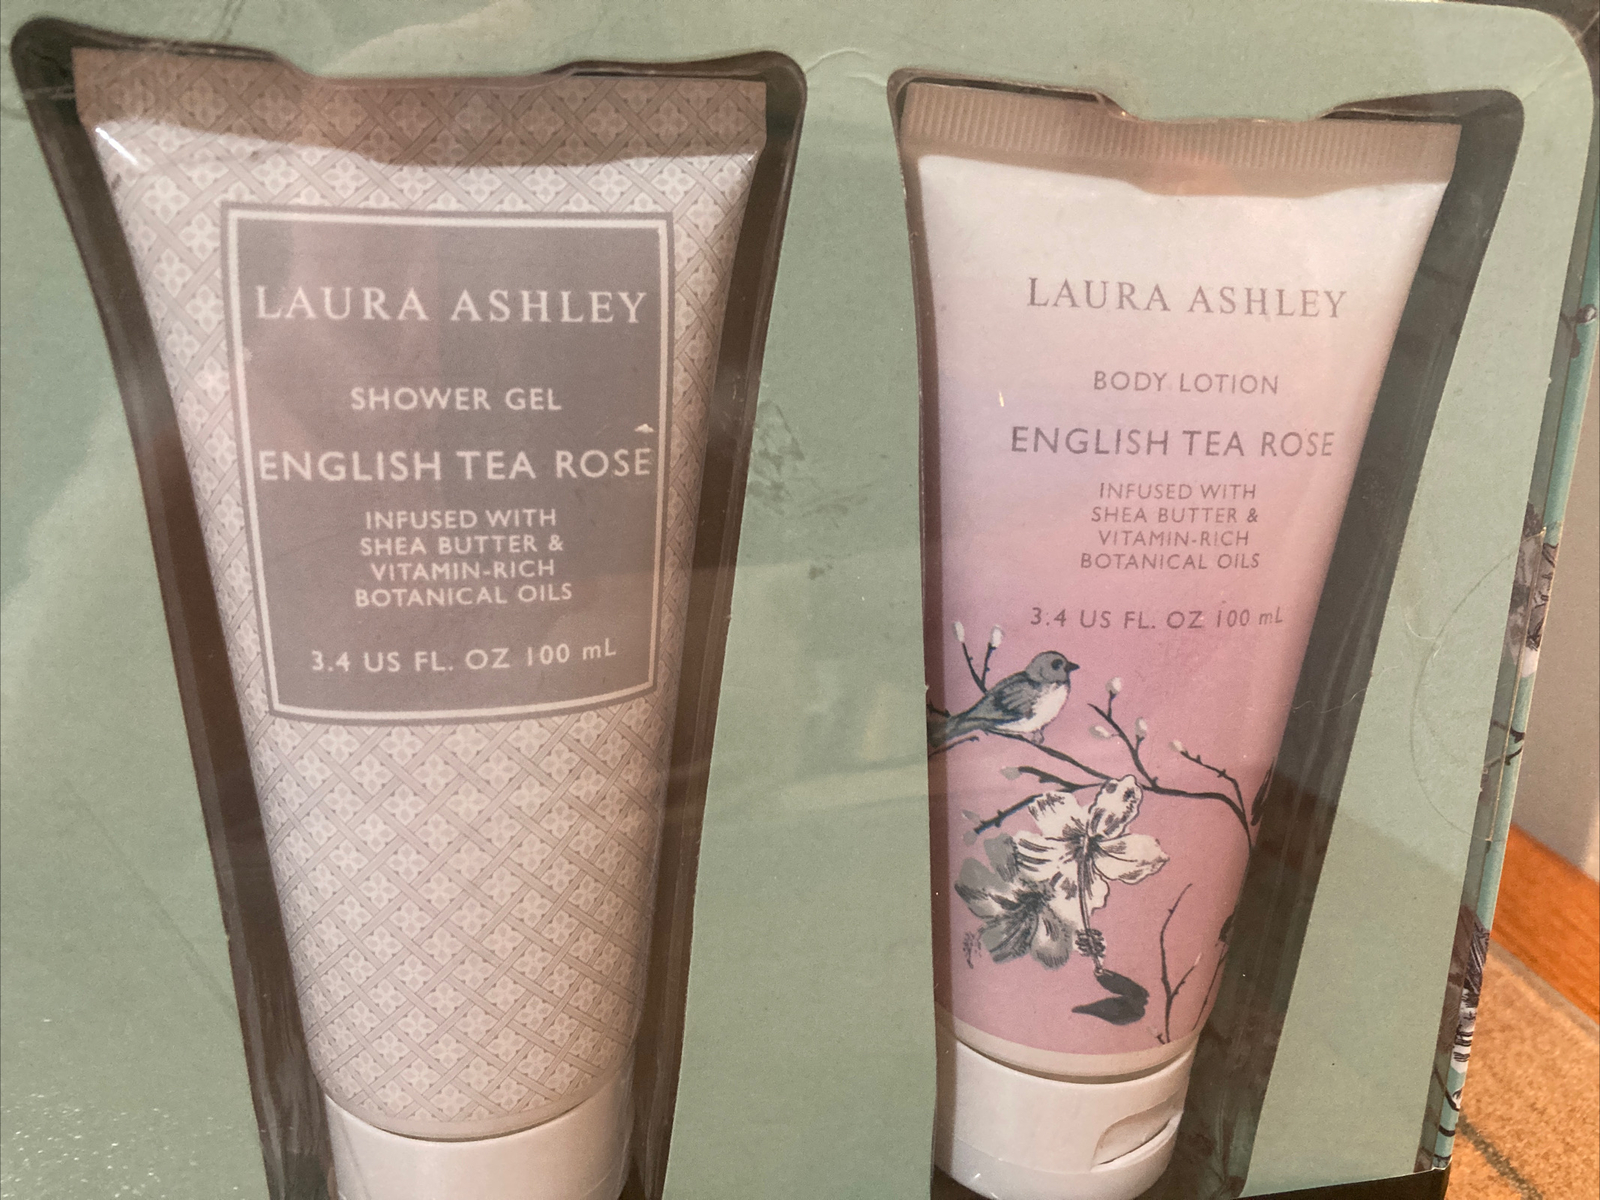 LAURA ASHLEY
SHOWER GEL
ENGLISH TEA ROSE
INFUSED WITH
SHEA BUTTER &
VITAMIN-RICH
BOTANICAL OILS
3.4 US FL. OZ 100 mL
LAURA ASHLEY
BODY LOTION
ENGLISH TEA ROSE
INFUSED WITH
SHEA BUTTER &
VITAMIN-RICH
BOTANICAL OILS
3.4 US FL. OZ 100 mL